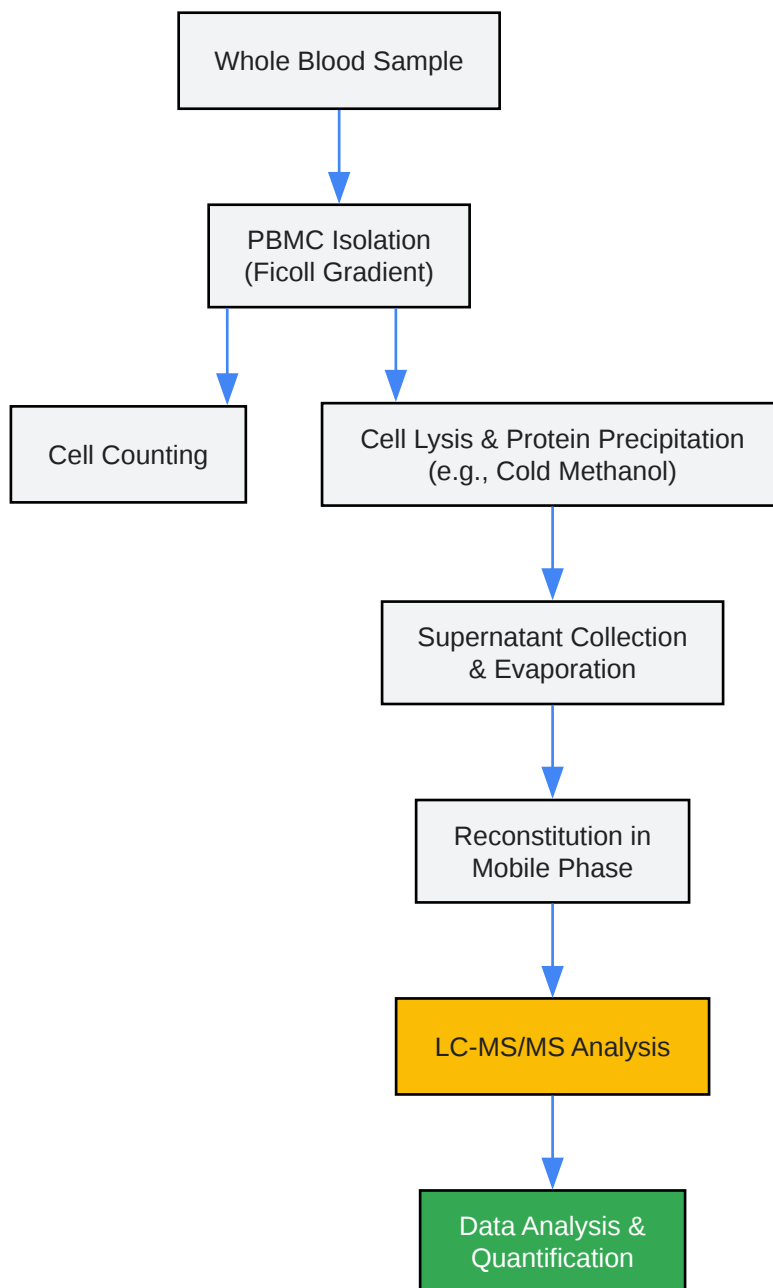 Whole Blood Sample
PBMC Isolation
(Ficoll Gradient)
Cell Counting
Cell Lysis & Protein Precipitation
(e.g., Cold Methanol)
Supernatant Collection
& Evaporation
Reconstitution in
Mobile Phase
LC-MS/MS Analysis
Data Analysis &
Quantification